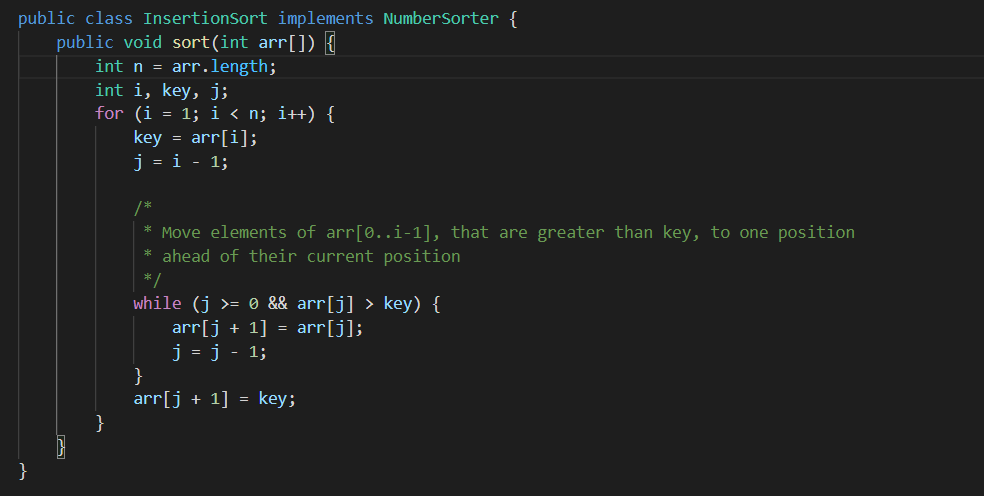 public class InsertionSort implements NumberSorter {
    public void sort(int arr[]) {
        int n = arr.length;
        int i, key, j;
        for (i = 1; i < n; i++) {
            key = arr[i];
            j = i - 1;

            /*
             * Move elements of arr[0..i-1], that are greater than key, to one position
             * ahead of their current position
             */
            while (j >= 0 && arr[j] > key) {
                arr[j + 1] = arr[j];
                j = j - 1;
            }
            arr[j + 1] = key;
        }
    }
}